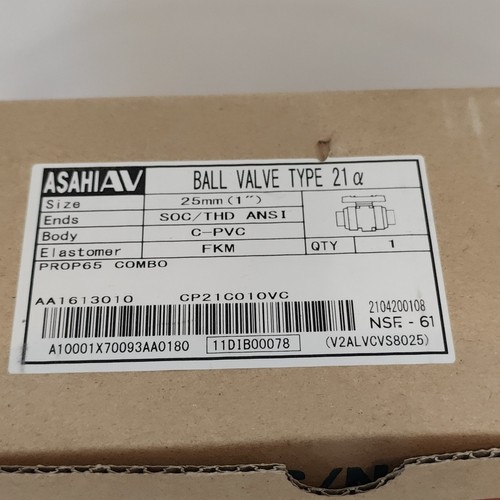 ASAHI AV BALL VALVE TYPE 21α
Size 25mm(1")
Ends SOC/THD ANSI
Body C-PVC
Elastomer FKM QTY 1
PROP65 COMBO
AA1613010 CP21C010VC
2104200108
NSF-61
A10001X70093AA0180 11DIB00078 (V2ALVCVS8025)